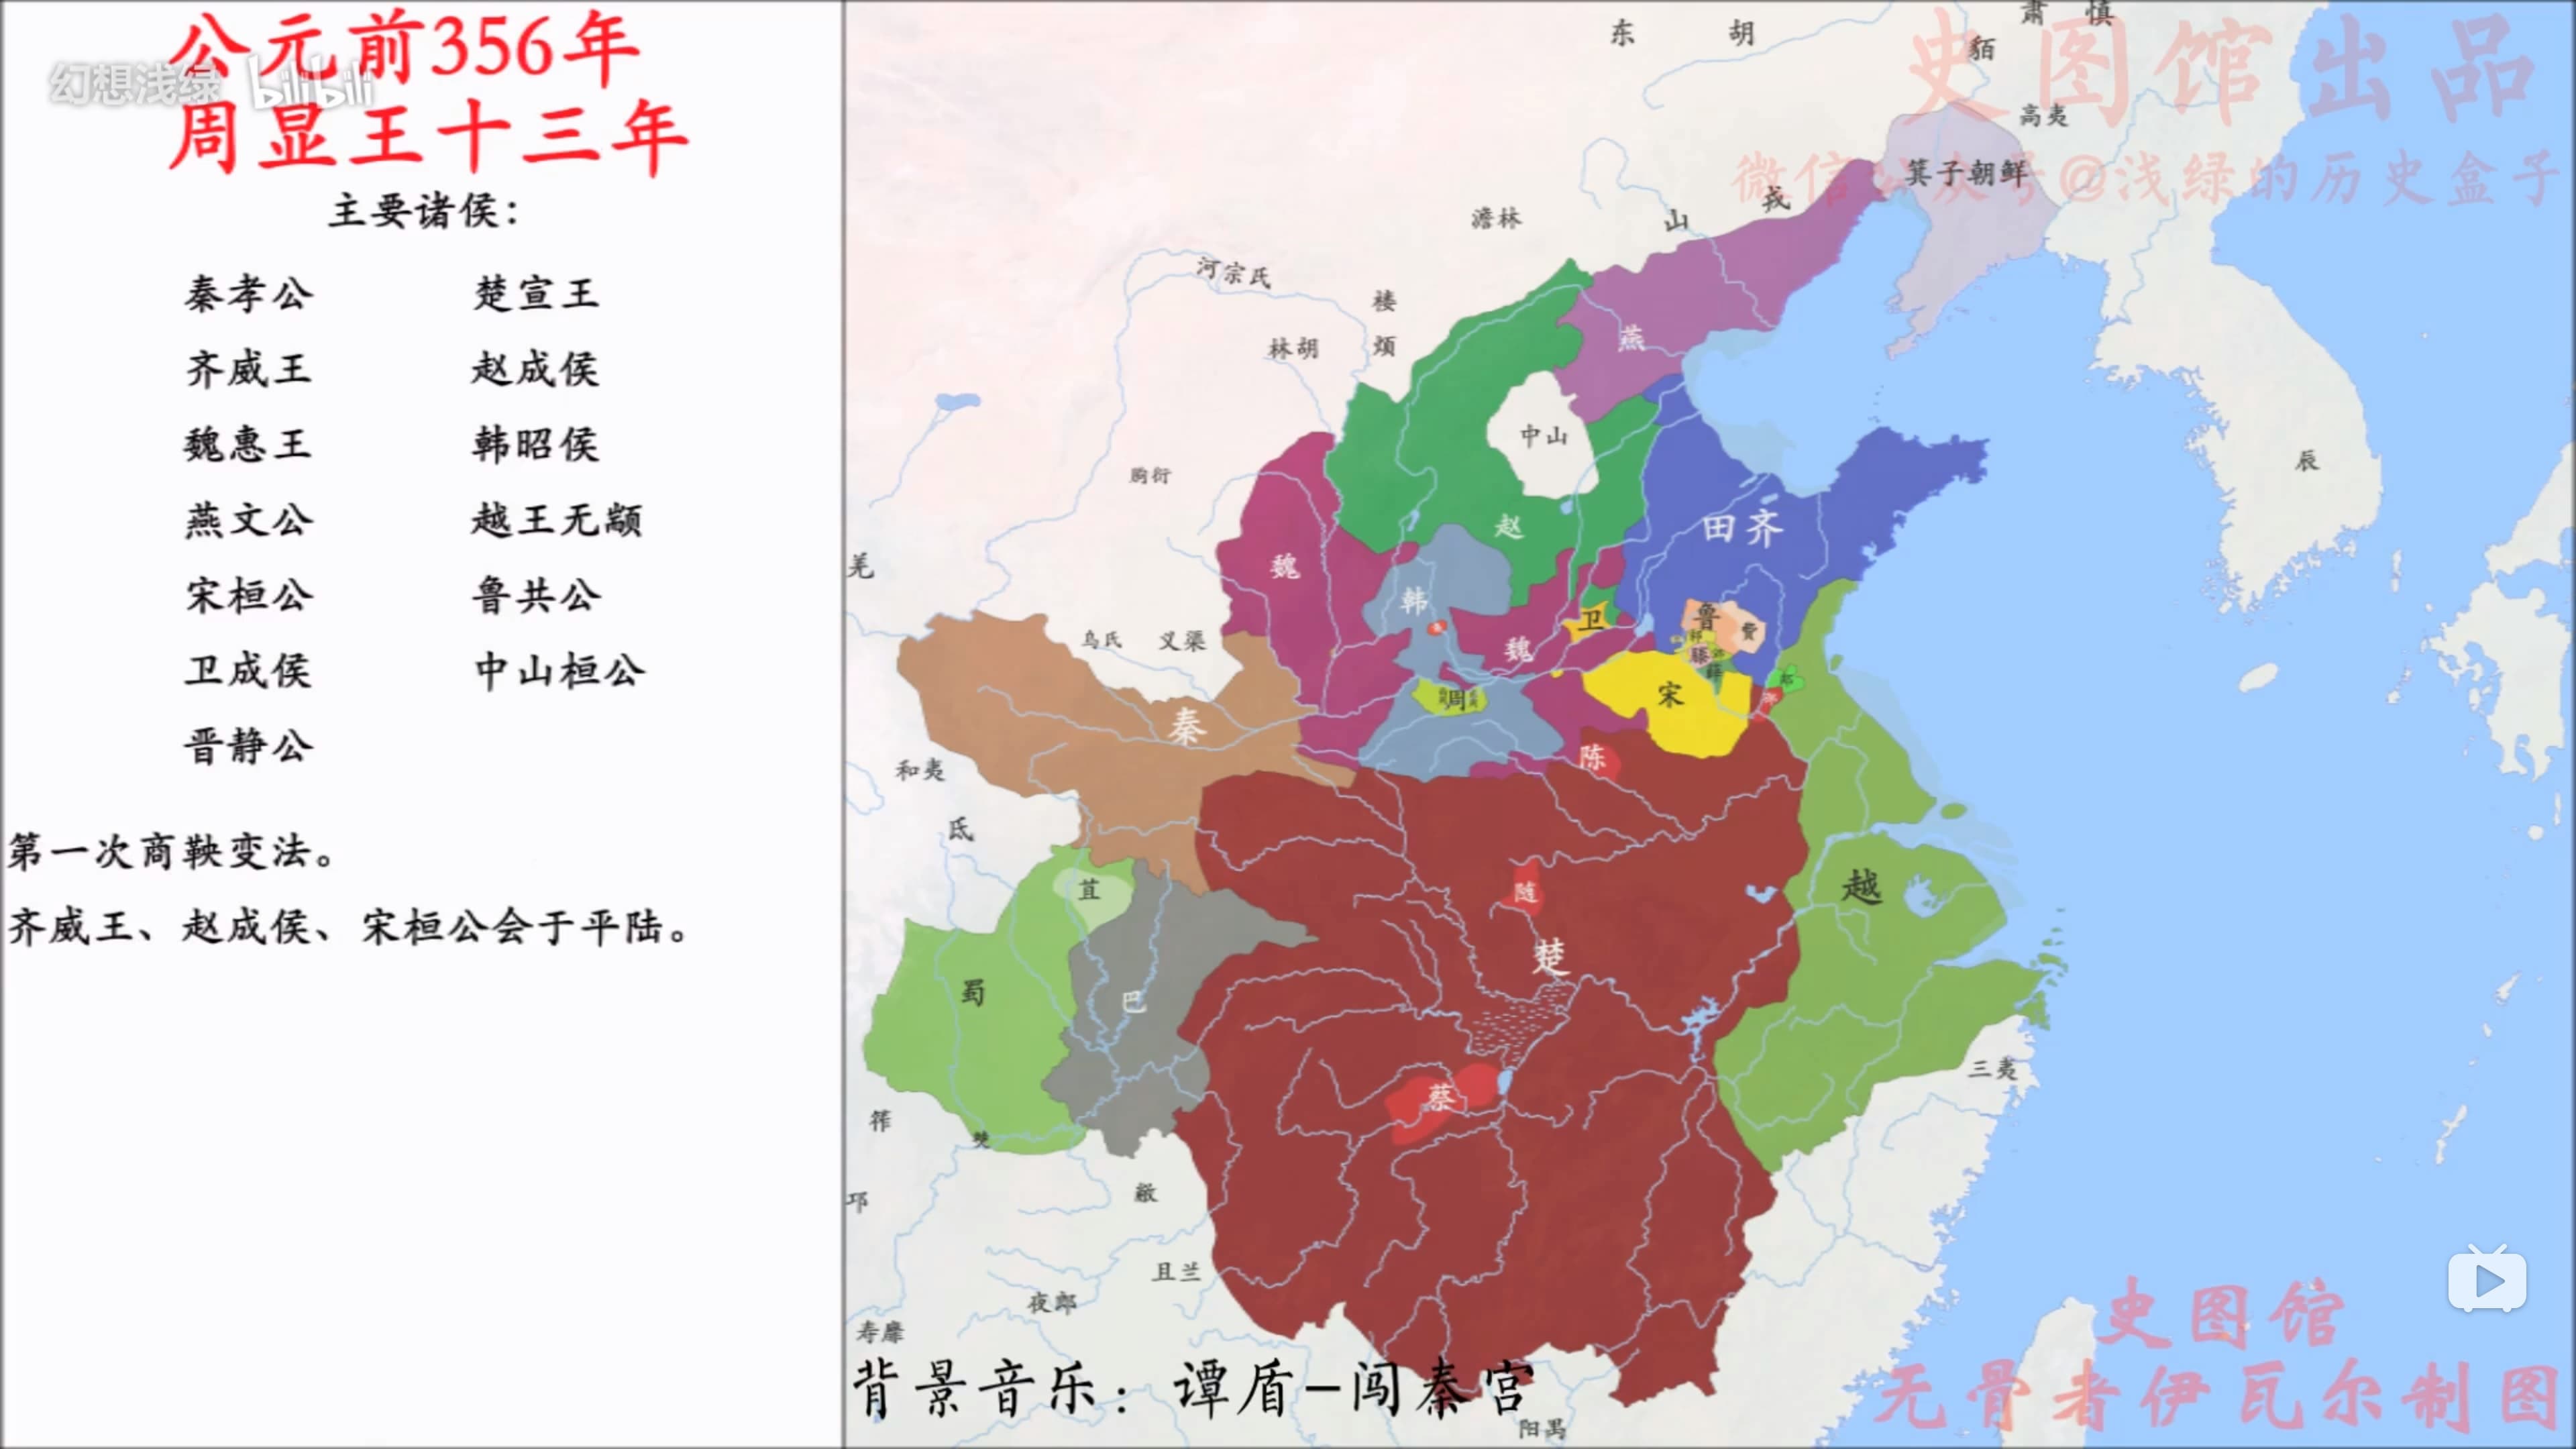 公元前356年
幻想浅绿 bilibili
周显王十三年
主要诸侯：
秦孝公 楚宣王
齐威王 赵成侯
魏惠王 韩昭侯
燕文公 越王无颛
宋桓公 鲁共公
卫成侯 中山桓公
晋静公
第一次商鞅变法。
齐威王、赵成侯、宋桓公会于平陆。
东胡
肃慎
貊
史图馆出品
高夷
箕子朝鲜
微信公众号@浅绿的历史盒子
澹林
山戎
河宗氏
楼烦
林胡
燕
中山
朐衍
辰
赵
田齐
羌
魏
韩
卫
鲁
费
乌氏
义渠
魏
滕
薛
秦
周
宋
郯
陈
和夷
氐
苴
随
越
楚
蜀
巴
三夷
蔡
筰
僰
邛
鳖
且兰
夜郎
寿靡
史图馆
背景音乐：谭盾-闯秦宫
无骨者伊瓦尔制图
阳禺